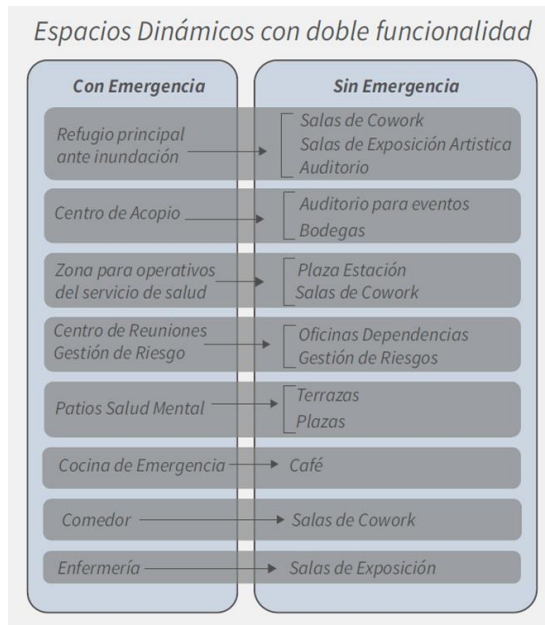 Espacios Dinámicos con doble funcionalidad
Con Emergencia
Sin Emergencia
Refugio principal
ante inundación
Salas de Cowork
Salas de Exposición Artistica
Auditorio
Centro de Acopio
Auditorio para eventos
Bodegas
Zona para operativos
del servicio de salud
Plaza Estación
Salas de Cowork
Centro de Reuniones
Gestión de Riesgo
Oficinas Dependencias
Gestión de Riesgos
Patios Salud Mental
Terrazas
Plazas
Cocina de Emergencia
Café
Comedor
Salas de Cowork
Enfermería
Salas de Exposición